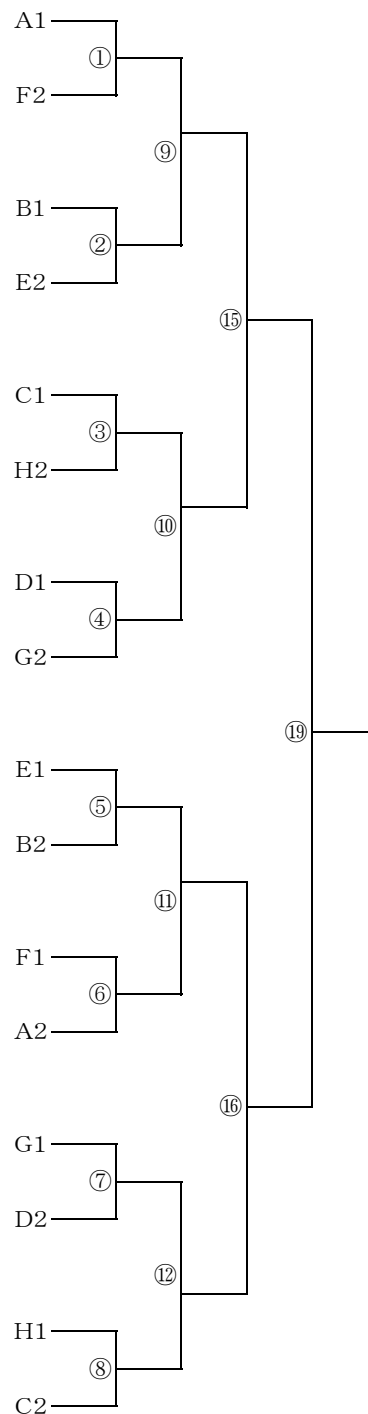 A1
①
F2
⑨
B1
②
E2
⑮
C1
③
H2
⑩
D1
④
G2
⑲
E1
⑤
B2
⑪
F1
⑥
A2
⑯
G1
⑦
D2
⑫
H1
⑧
C2